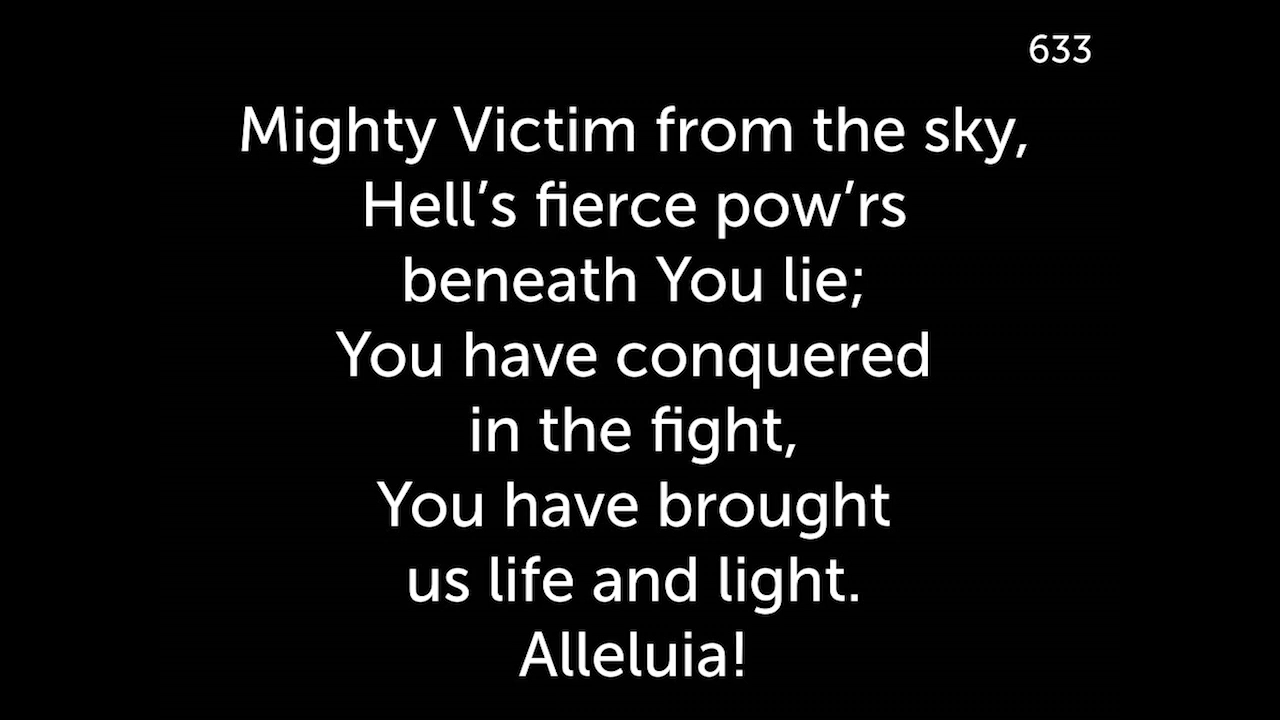 633
Mighty Victim from the sky,
Hell’s fierce pow’rs
beneath You lie;
You have conquered
in the fight,
You have brought
us life and light.
Alleluia!